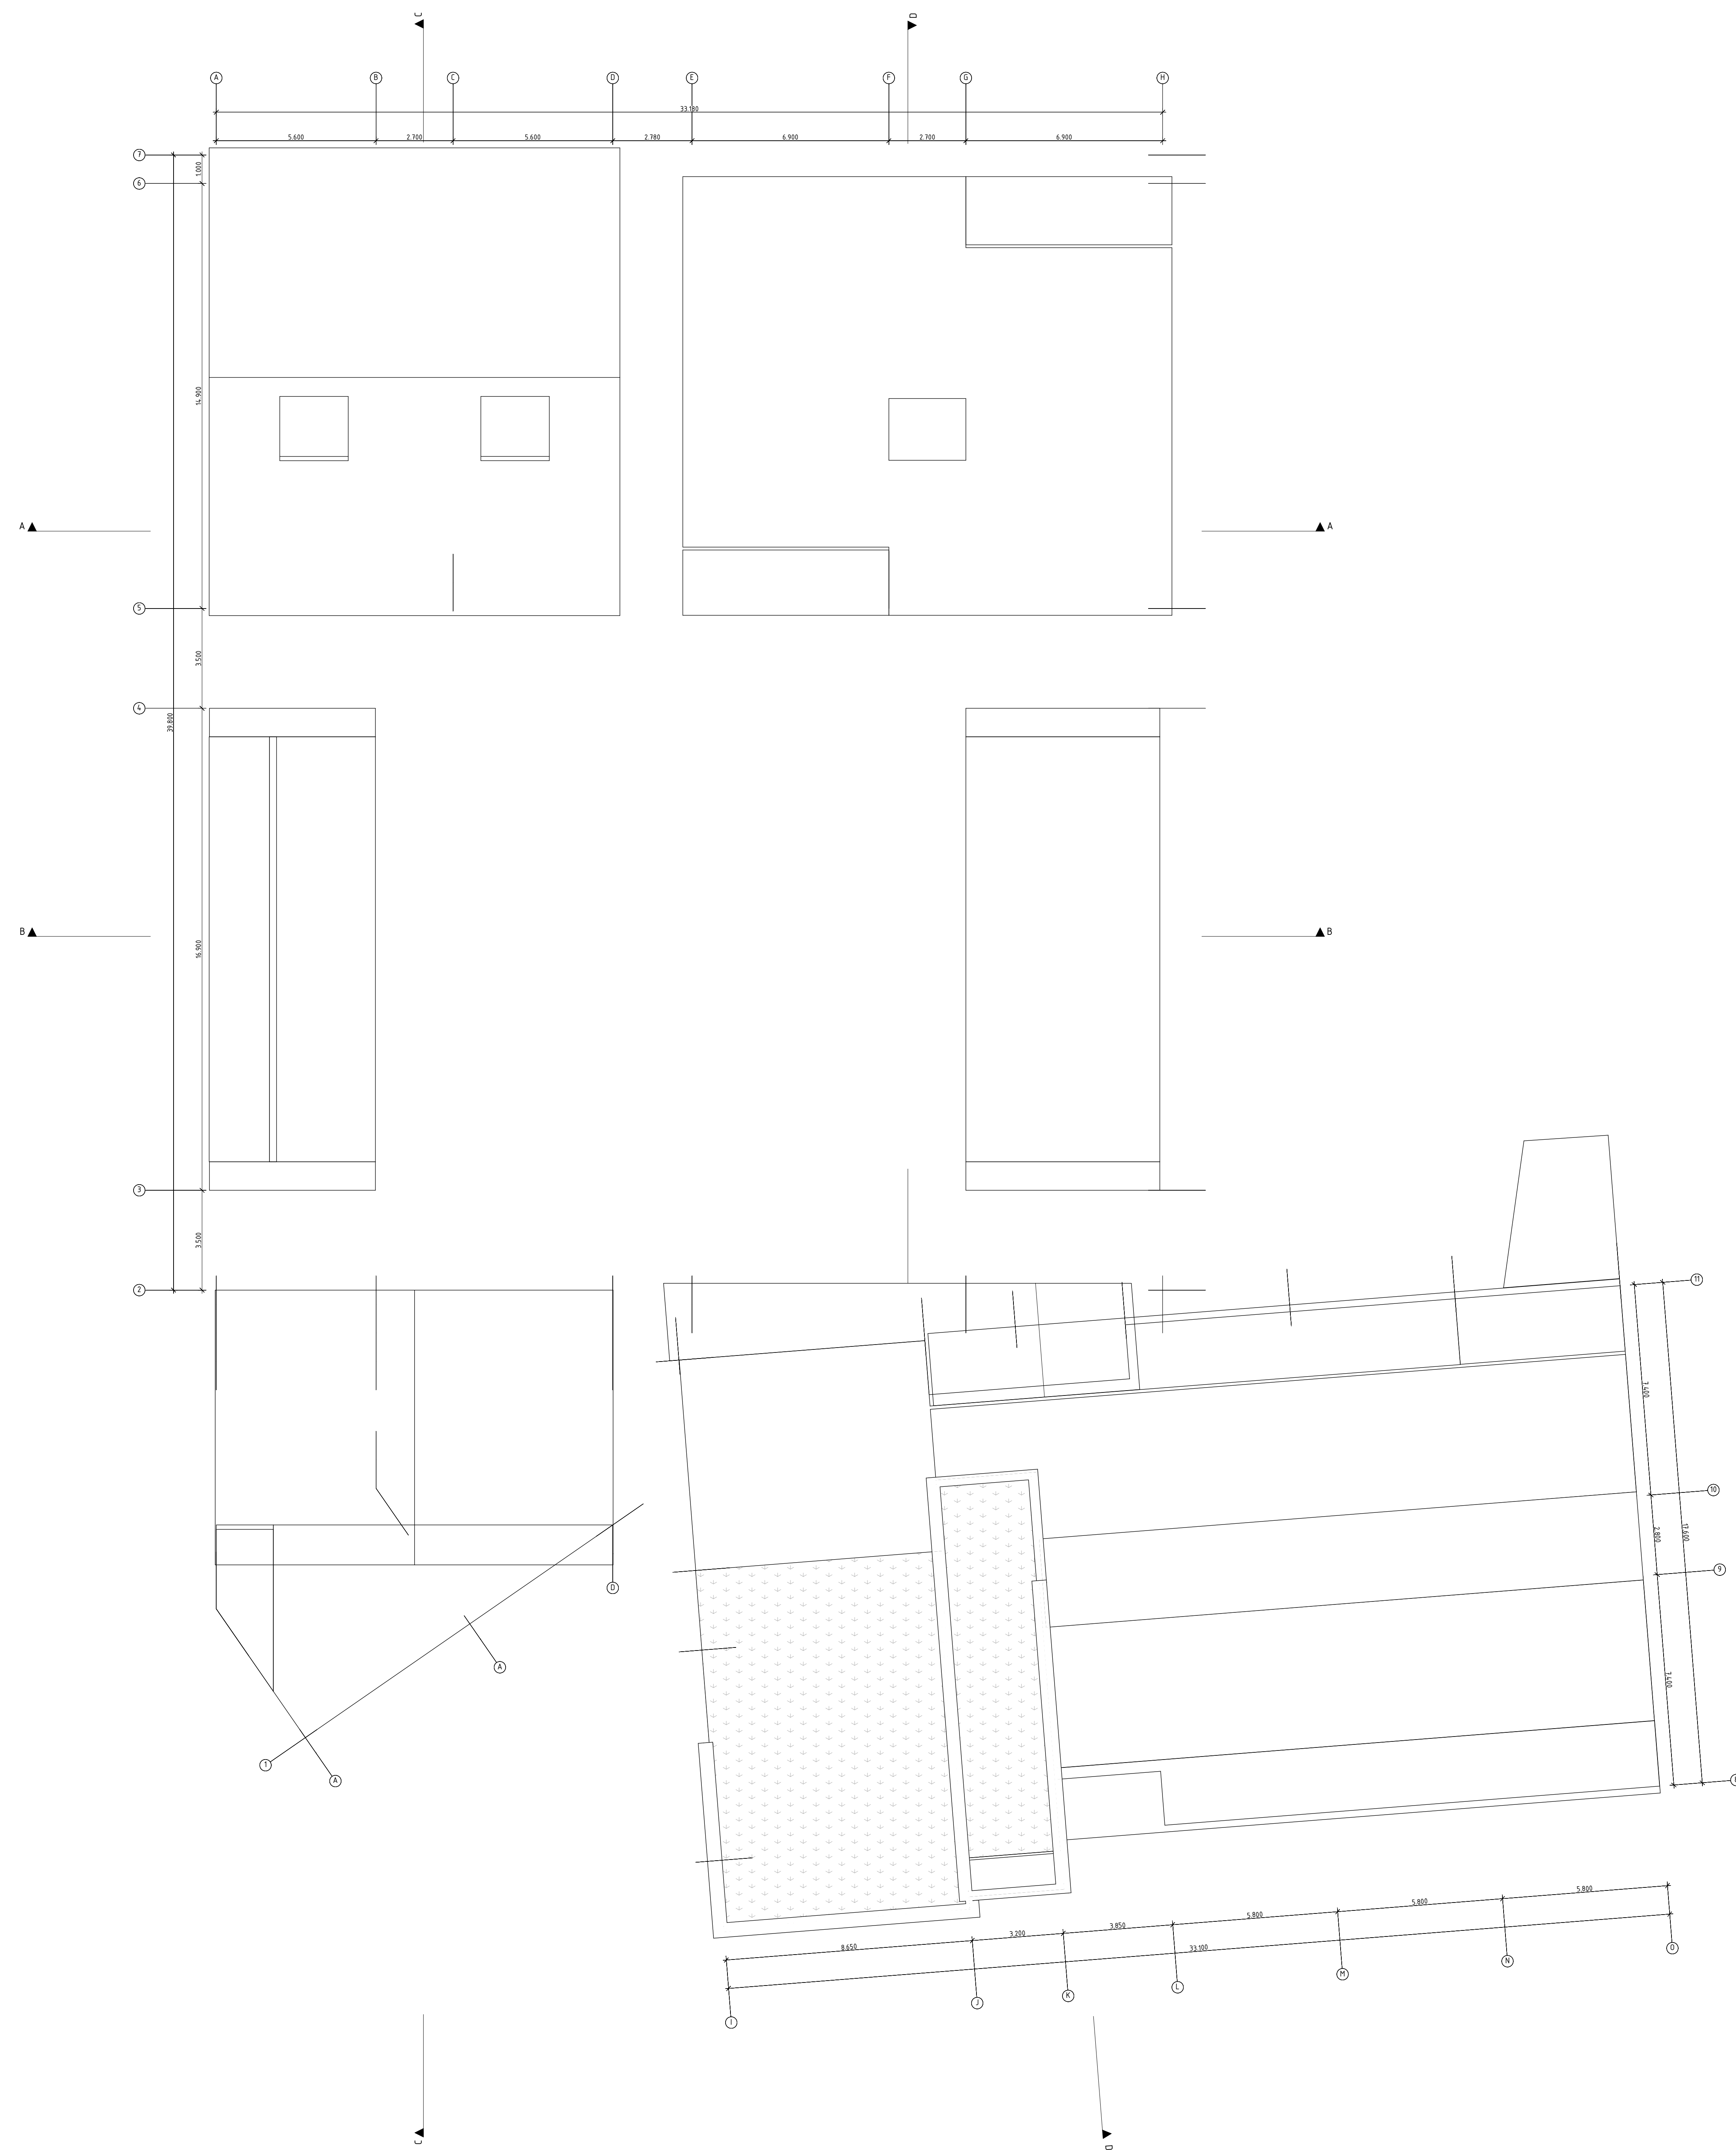 C
D
A
B
C
D
E
F
G
H
33.180
5.600
2.700
5.600
2.780
6.900
2.700
6.900
7
1.000
6
14.900
A
A
5
3.500
4
39.800
B
16.900
B
3
3.500
2
11
7.400
10
2.800
17.600
9
D
A
7.400
1
A
8
5.800
5.800
5.800
3.850
3.200
8.650
33.100
O
N
M
L
K
J
I
C
D